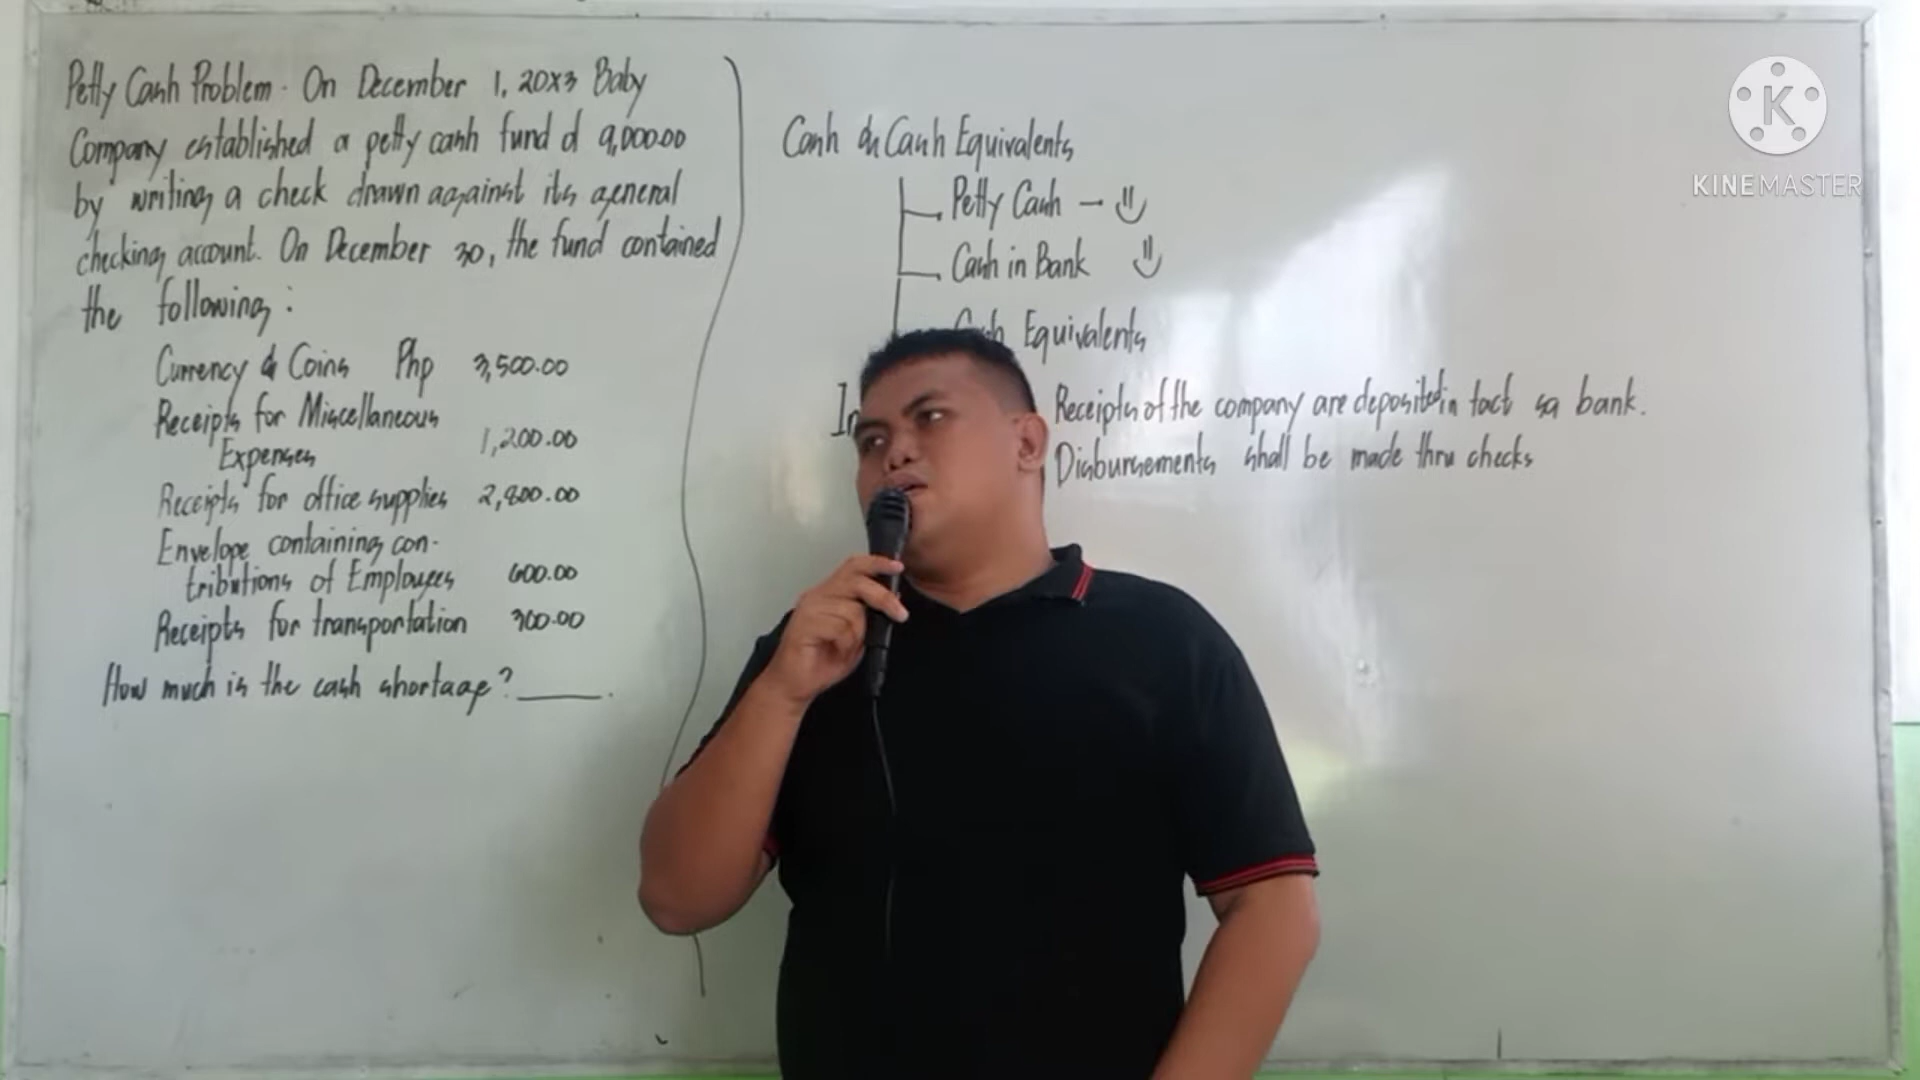 Petty Cash Problem - On December 1, 20x3 Baby
Company established a petty cash fund of 9,000.00
by writing a check drawn against its general
checking account. On December 30, the fund contained
the following:
Currency & Coins Php 3,500.00
Receipts for Miscellaneous
Expenses 1,200.00
Receipts for office supplies 2,800.00
Envelope containing con-
tributions of Employees 600.00
Receipts for transportation 300.00
How much is the cash shortage? ______.
Cash & Cash Equivalents
Petty Cash -
Cash in Bank
Cash Equivalents
Receipts of the company are deposited in tact sa bank.
Disbursements shall be made thru checks
K
KINEMASTER